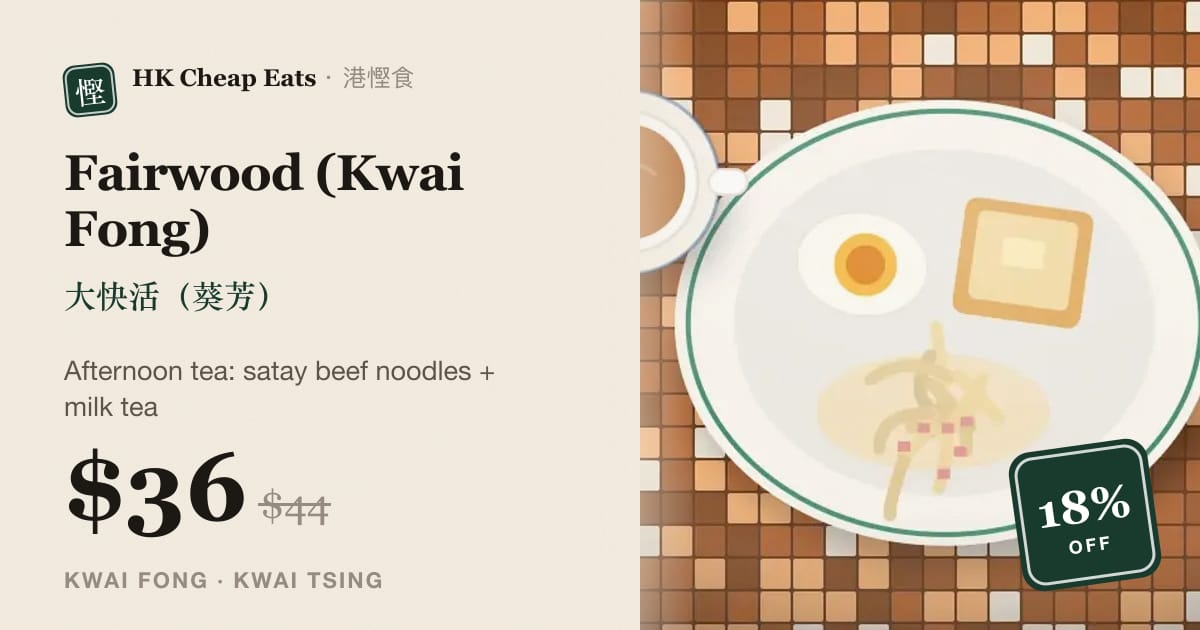 慳
HK Cheap Eats · 港慳食
Fairwood (Kwai
Fong)
大快活（葵芳）
Afternoon tea: satay beef noodles +
milk tea
$36 $44
KWAI FONG · KWAI TSING
18%
OFF